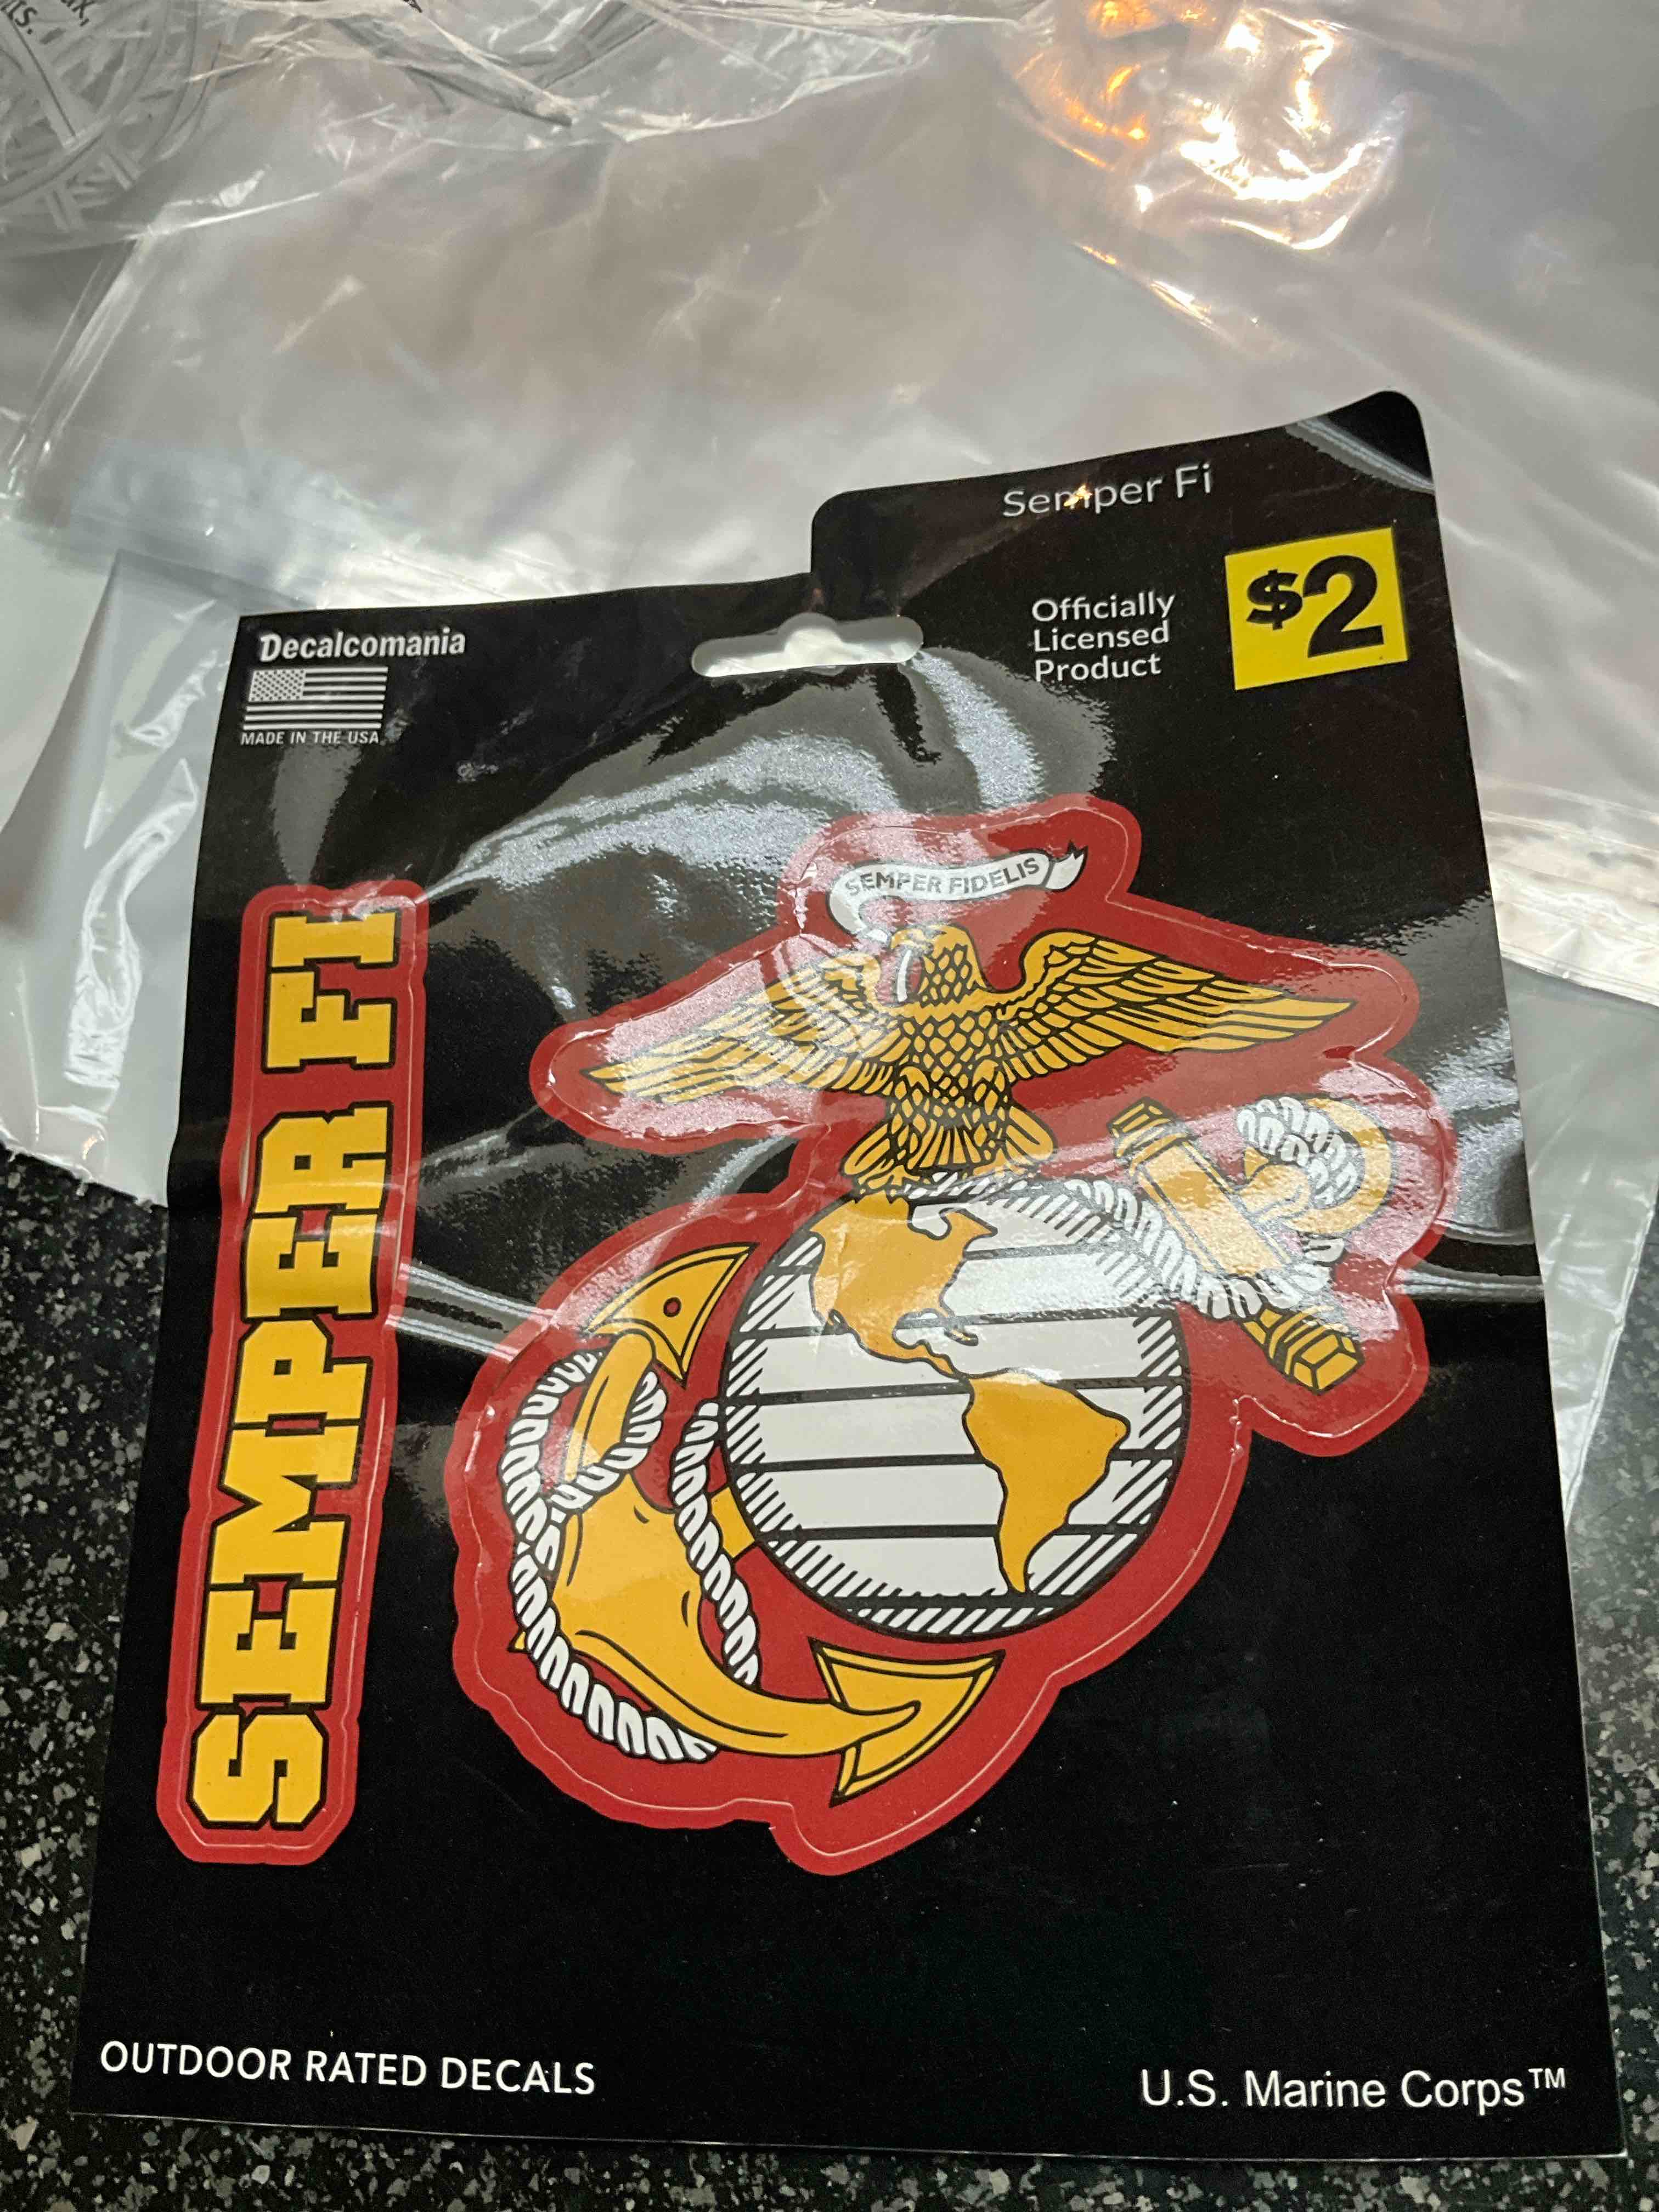 Semper Fi
Decalcomania
MADE IN THE USA
Officially
Licensed
Product
$2
SEMPER FIDELIS
SEMPER FI
OUTDOOR RATED DECALS
U.S. Marine Corps™